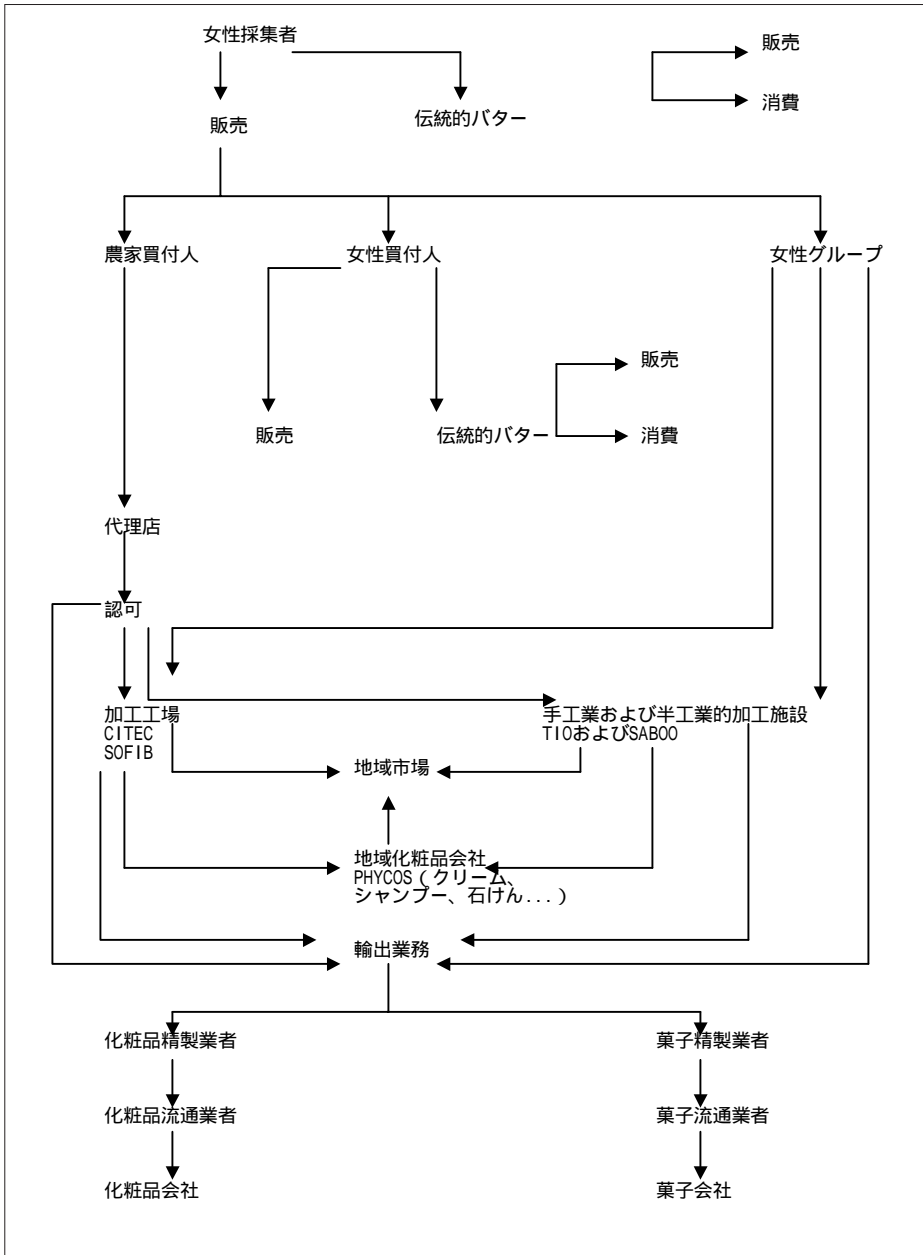 女性採集者
販売
消費
販売
伝統的バター
農家買付人
女性買付人
女性グループ
販売
販売
伝統的バター
消費
代理店
認可
加工工場
CITEC
SOFIB
手工業および半工業的加工施設
TIOおよびSABOO
地域市場
地域化粧品会社
PHYCOS(クリーム、
シャンプー、石けん...)
輸出業務
化粧品精製業者
菓子精製業者
化粧品流通業者
菓子流通業者
化粧品会社
菓子会社